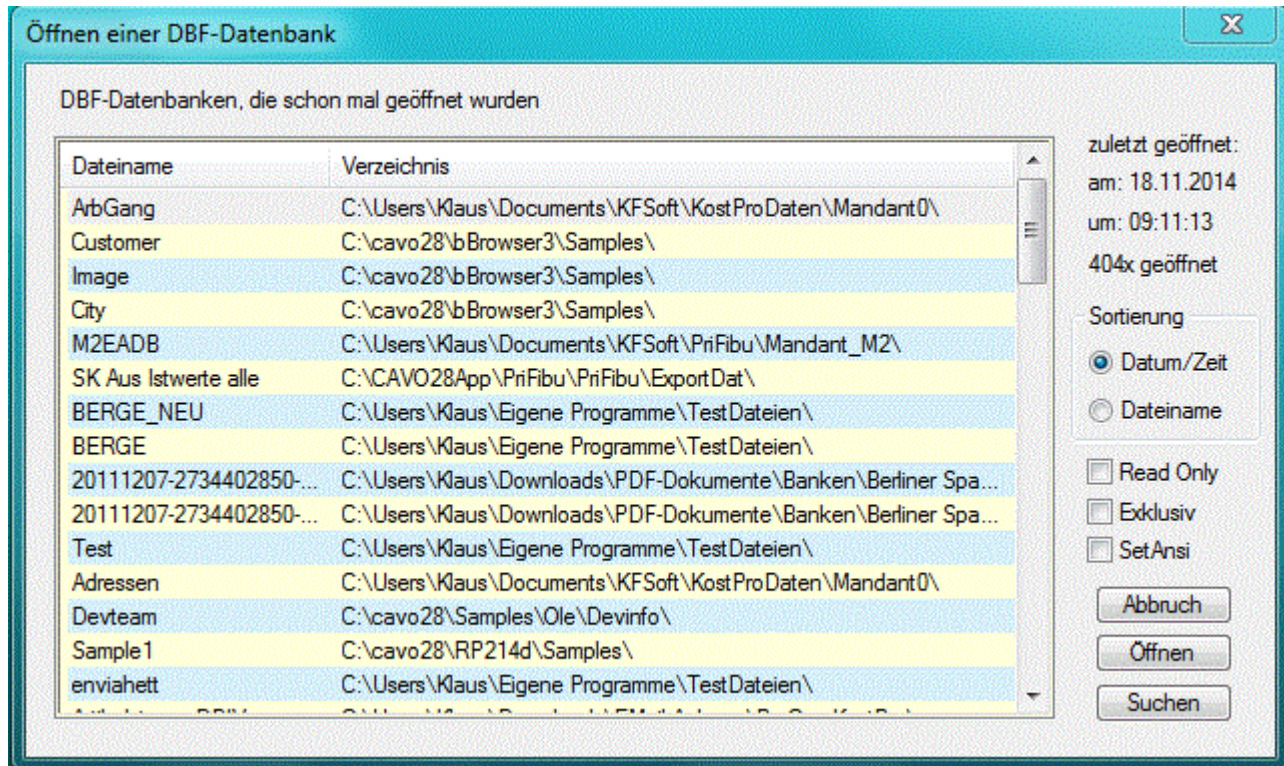 Öffnen einer DBF-Datenbank
DBF-Datenbanken, die schon mal geöffnet wurden
Dateiname Verzeichnis
ArbGang C:\Users\Klaus\Documents\KFSoft\KostProDaten\Mandant0\
Customer C:\cavo28\bBrowser3\Samples\
Image C:\cavo28\bBrowser3\Samples\
City C:\cavo28\bBrowser3\Samples\
M2EADB C:\Users\Klaus\Documents\KFSoft\PriFibu\Mandant_M2\
SK Aus Istwerte alle C:\CAVO28App\PriFibu\PriFibu\ExportDat\
BERGE_NEU C:\Users\Klaus\Eigene Programme\TestDateien\
BERGE C:\Users\Klaus\Eigene Programme\TestDateien\
20111207-2734402850-... C:\Users\Klaus\Downloads\PDF-Dokumente\Banken\Berliner Spa...
20111207-2734402850-... C:\Users\Klaus\Downloads\PDF-Dokumente\Banken\Berliner Spa...
Test C:\Users\Klaus\Eigene Programme\TestDateien\
Adressen C:\Users\Klaus\Documents\KFSoft\KostProDaten\Mandant0\
Devteam C:\cavo28\Samples\Ole\Devinfo\
Sample1 C:\cavo28\RP214d\Samples\
enviahett C:\Users\Klaus\Eigene Programme\TestDateien\
zuletzt geöffnet:
am: 18.11.2014
um: 09:11:13
404x geöffnet
Sortierung
Datum/Zeit
Dateiname
Read Only
Exklusiv
SetAnsi
Abbruch
Öffnen
Suchen